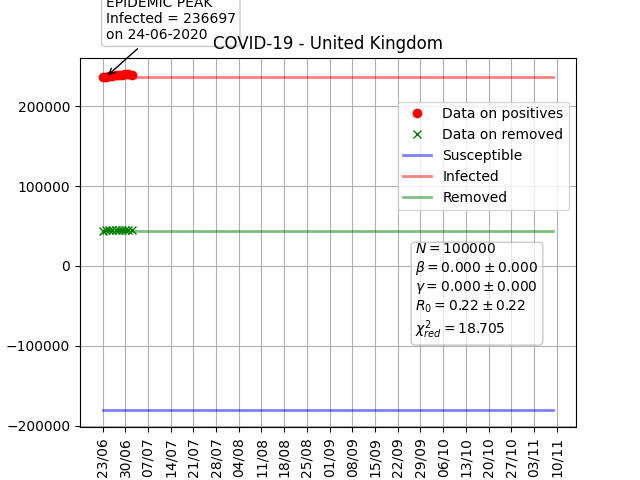 EPIDEMIC PEAK
Infected = 236697
on 24-06-2020
COVID-19 - United Kingdom
200000
100000
0
−100000
−200000
Data on positives
Data on removed
Susceptible
Infected
Removed
N = 100000
β = 0.000 ± 0.000
γ = 0.000 ± 0.000
R₀ = 0.22 ± 0.22
χ²red = 18.705
23/06
30/06
07/07
14/07
21/07
28/07
04/08
11/08
18/08
25/08
01/09
08/09
15/09
22/09
29/09
06/10
13/10
20/10
27/10
03/11
10/11